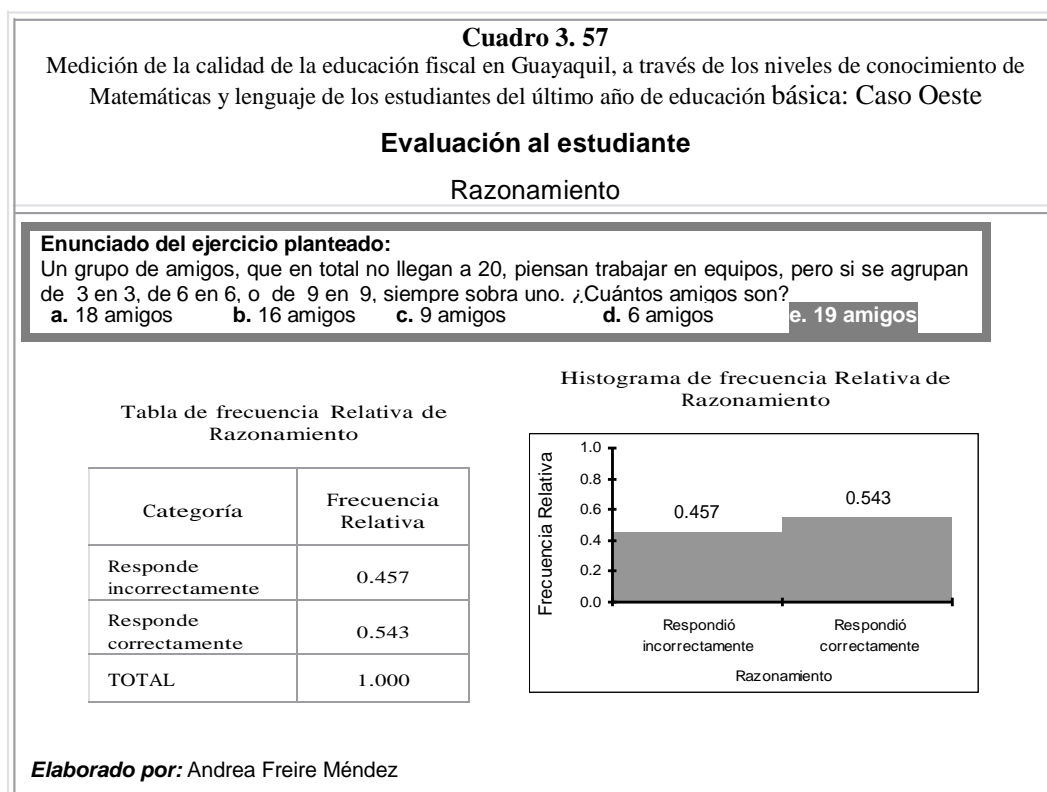 Cuadro 3. 57
Medición de la calidad de la educación fiscal en Guayaquil, a través de los niveles de conocimiento de
Matemáticas y lenguaje de los estudiantes del último año de educación básica: Caso Oeste
Evaluación al estudiante
Razonamiento
Enunciado del ejercicio planteado:
Un grupo de amigos, que en total no llegan a 20, piensan trabajar en equipos, pero si se agrupan
de 3 en 3, de 6 en 6, o de 9 en 9, siempre sobra uno. ¿Cuántos amigos son?
a. 18 amigos b. 16 amigos c. 9 amigos d. 6 amigos e. 19 amigos
Tabla de frecuencia Relativa de
Razonamiento
Categoría Frecuencia
Relativa
Responde
incorrectamente 0.457
Responde
correctamente 0.543
TOTAL 1.000
Histograma de frecuencia Relativa de
Razonamiento
Frecuencia Relativa
1.0
0.8
0.6
0.4
0.2
0.0
0.457
0.543
Respondió
incorrectamente
Respondió
correctamente
Razonamiento
Elaborado por: Andrea Freire Méndez